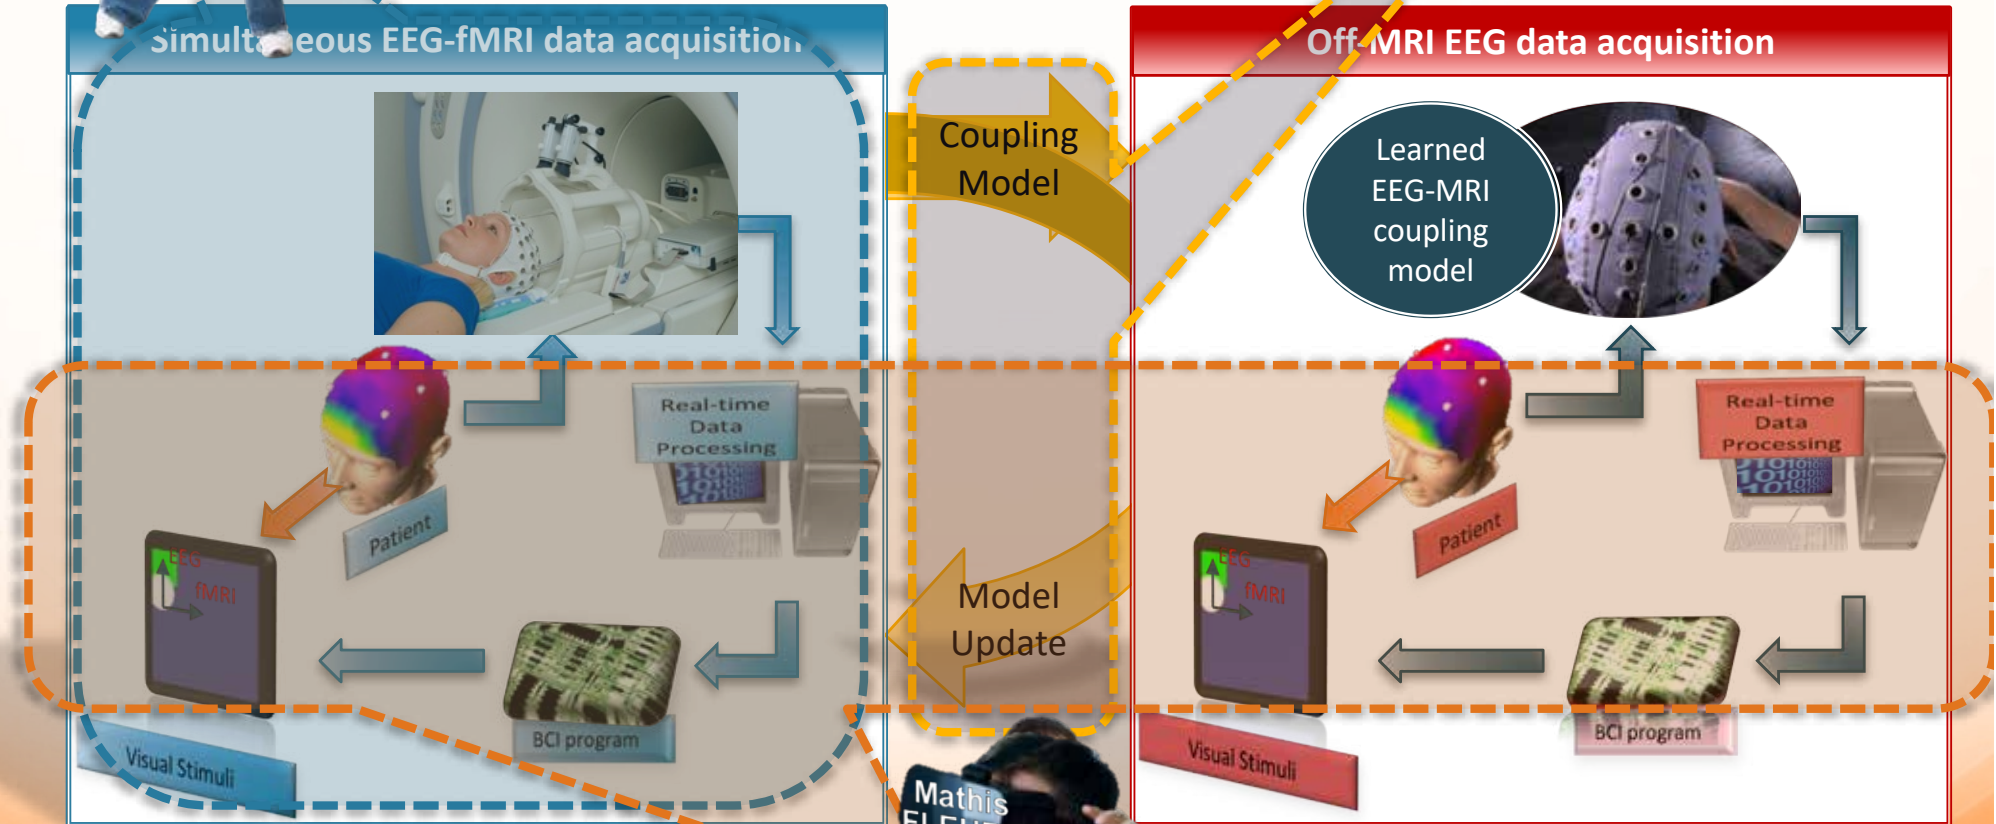 Simultaneous EEG-fMRI data acquisition
Real-time
Data
Processing
Patient
EEG
fMRI
BCI program
Visual Stimuli
Coupling
Model
Model
Update
Mathis
Off-MRI EEG data acquisition
Learned
EEG-MRI
coupling
model
Real-time
Data
Processing
Patient
EEG
fMRI
BCI program
Visual Stimuli